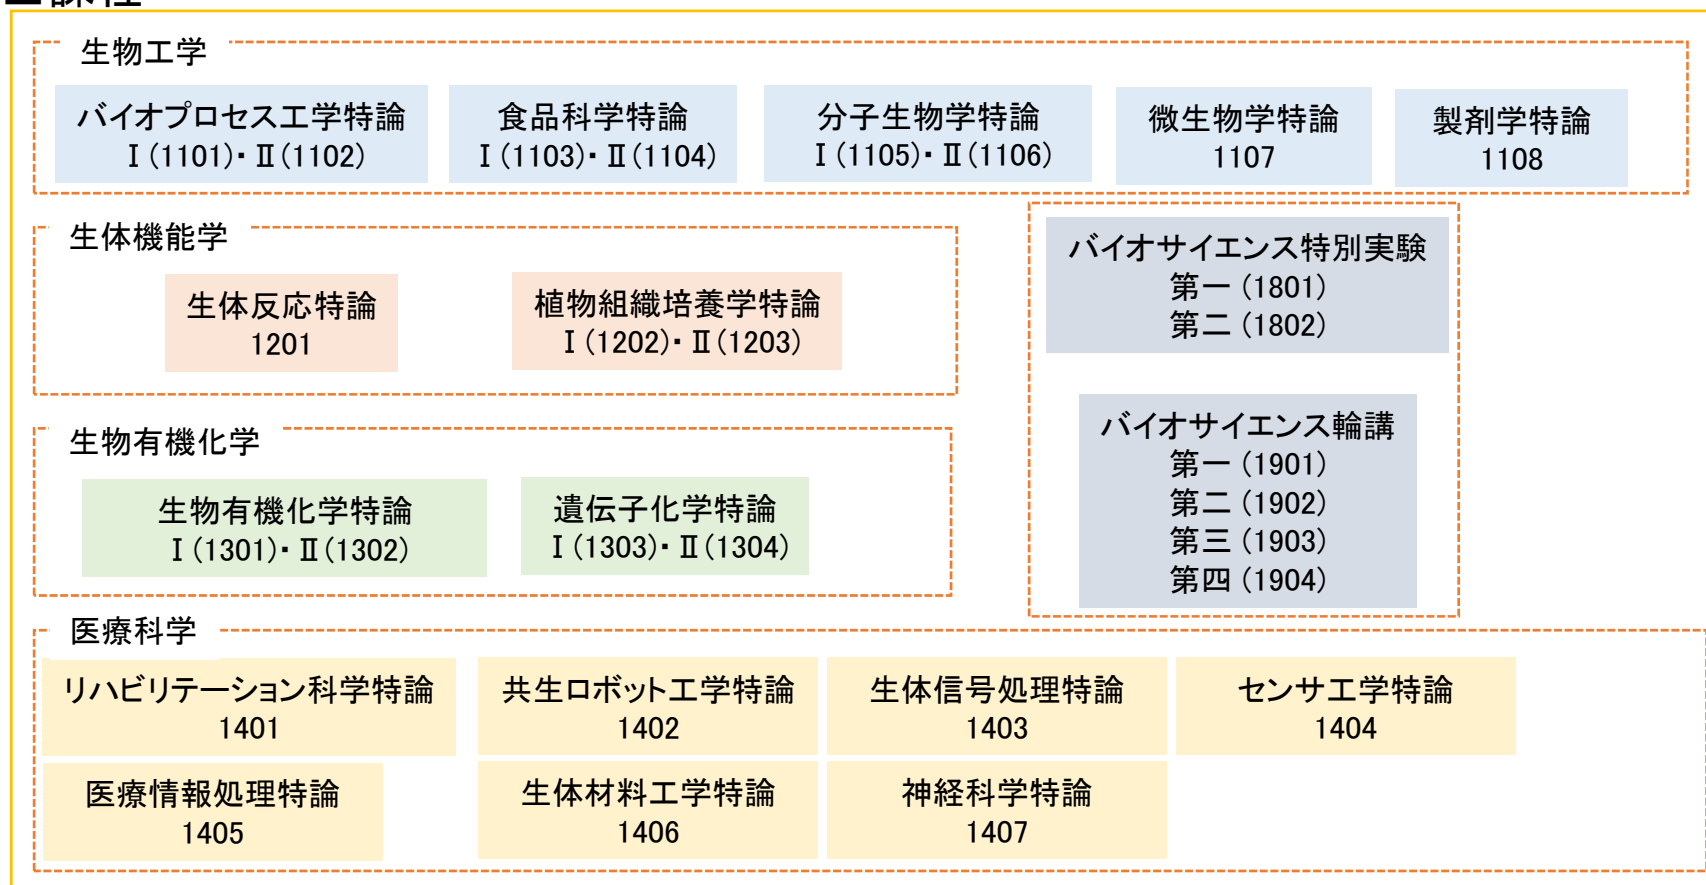 生物工学
バイオプロセス工学特論
Ⅰ(1101)・Ⅱ(1102)
食品科学特論
Ⅰ(1103)・Ⅱ(1104)
分子生物学特論
Ⅰ(1105)・Ⅱ(1106)
微生物学特論
1107
製剤学特論
1108
生体機能学
生体反応特論
1201
植物組織培養学特論
Ⅰ(1202)・Ⅱ(1203)
バイオサイエンス特別実験
第一 (1801)
第二 (1802)
生物有機化学
生物有機化学特論
Ⅰ(1301)・Ⅱ(1302)
遺伝子化学特論
Ⅰ(1303)・Ⅱ(1304)
バイオサイエンス輪講
第一 (1901)
第二 (1902)
第三 (1903)
第四 (1904)
医療科学
リハビリテーション科学特論
1401
共生ロボット工学特論
1402
生体信号処理特論
1403
センサ工学特論
1404
医療情報処理特論
1405
生体材料工学特論
1406
神経科学特論
1407